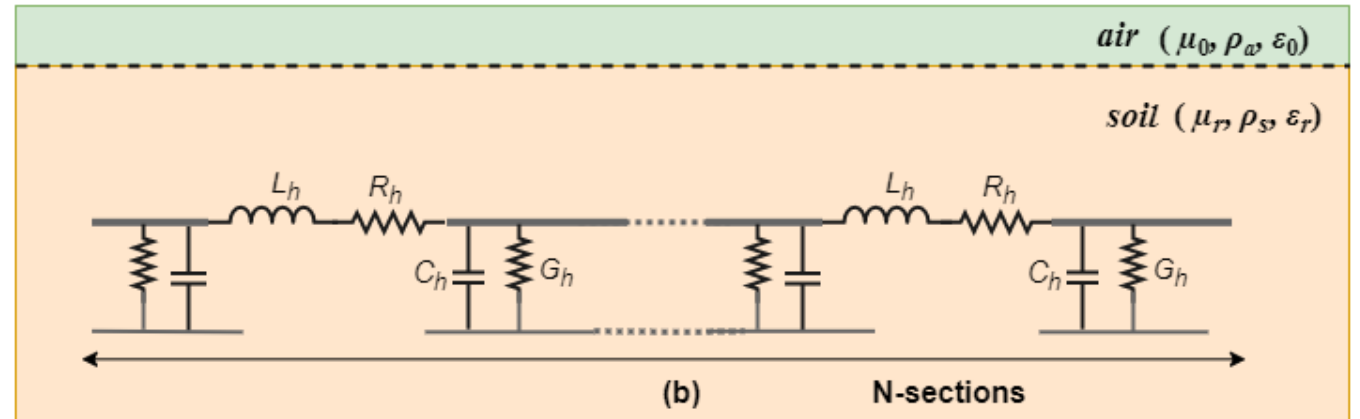 air (μ₀, ρₐ, ε₀)
soil (μᵣ, ρₛ, εᵣ)
Lₕ Rₕ Lₕ Rₕ
Cₕ Gₕ Cₕ Gₕ
(b) N-sections